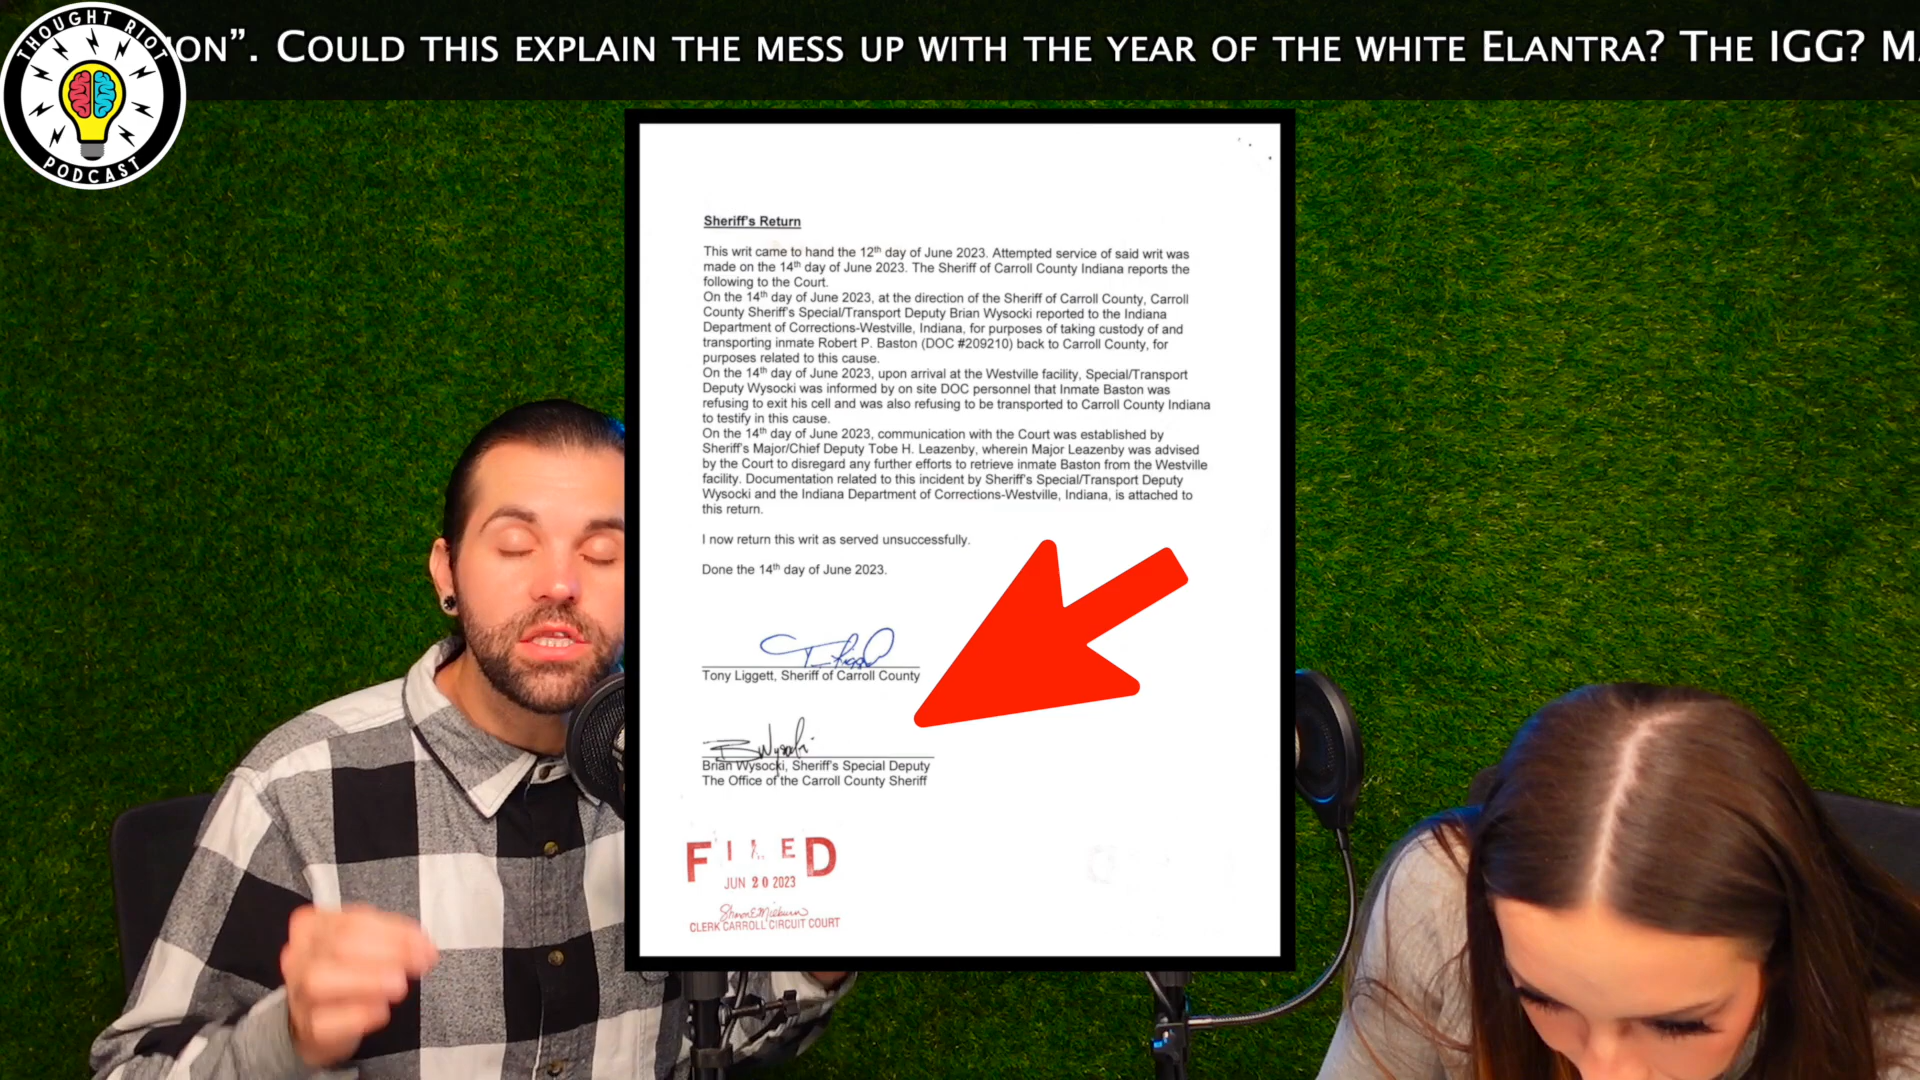 THOUGHT RIOT
PODCAST
ON”. COULD THIS EXPLAIN THE MESS UP WITH THE YEAR OF THE WHITE ELANTRA? THE IGG? M
Sheriff's Return
This writ came to hand the 12th day of June 2023. Attempted service of said writ was
made on the 14th day of June 2023. The Sheriff of Carroll County Indiana reports the
following to the Court.
On the 14th day of June 2023, at the direction of the Sheriff of Carroll County, Carroll
County Sheriff's Special/Transport Deputy Brian Wysocki reported to the Indiana
Department of Corrections-Westville, Indiana, for purposes of taking custody of and
transporting inmate Robert P. Baston (DOC #209210) back to Carroll County, for
purposes related to this cause.
On the 14th day of June 2023, upon arrival at the Westville facility, Special/Transport
Deputy Wysocki was informed by on site DOC personnel that Inmate Baston was
refusing to exit his cell and was also refusing to be transported to Carroll County Indiana
to testify in this cause.
On the 14th day of June 2023, communication with the Court was established by
Sheriff's Major/Chief Deputy Tobe H. Leazenby, wherein Major Leazenby was advised
by the Court to disregard any further efforts to retrieve inmate Baston from the Westville
facility. Documentation related to this incident by Sheriff's Special/Transport Deputy
Wysocki and the Indiana Department of Corrections-Westville, Indiana, is attached to
this return.
I now return this writ as served unsuccessfully.
Done the 14th day of June 2023.
Tony Liggett, Sheriff of Carroll County
B Wysocki
Brian Wysocki, Sheriff's Special Deputy
The Office of the Carroll County Sheriff
FILED
JUN 20 2023
CLERK CARROLL CIRCUIT COURT